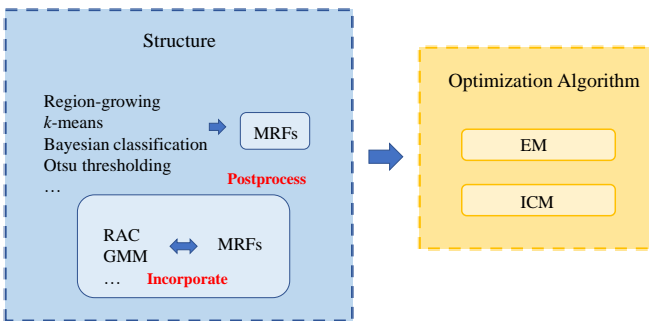 Structure
Region-growing
k-means
Bayesian classification
Otsu thresholding
…
MRFs
Postprocess
RAC
GMM
…
MRFs
Incorporate
Optimization Algorithm
EM
ICM